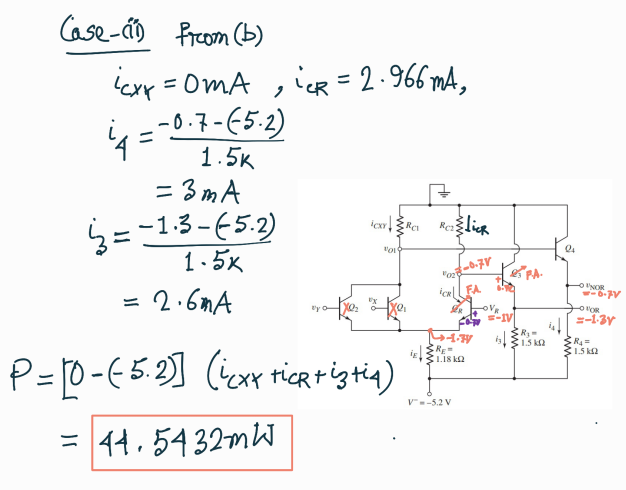 Case-(ii) From (b)
i_CXY = 0mA , i_CR = 2.966mA,
i_4 = -0.7-(-5.2) / 1.5K
= 3mA
i_3 = -1.3-(-5.2) / 1.5K
= 2.6mA
P = [0-(-5.2)] (i_CXY + i_CR + i_3 + i_4)
= 44.5432mW
i_CXY R_C1 R_C2 i_CR
v_O1 Q_4
v_O2 = -0.7V Q_3 F.A.
+ 0.7V
v_NOR = -0.7V
i_CR F.A.
v_Y Q_2 v_X Q_1 Q_R V_R = -1V v_OR = -1.3V
-1.7V
i_E R_E = 1.18 kΩ
i_3 R_3 = 1.5 kΩ
i_4 R_4 = 1.5 kΩ
V⁻ = -5.2 V